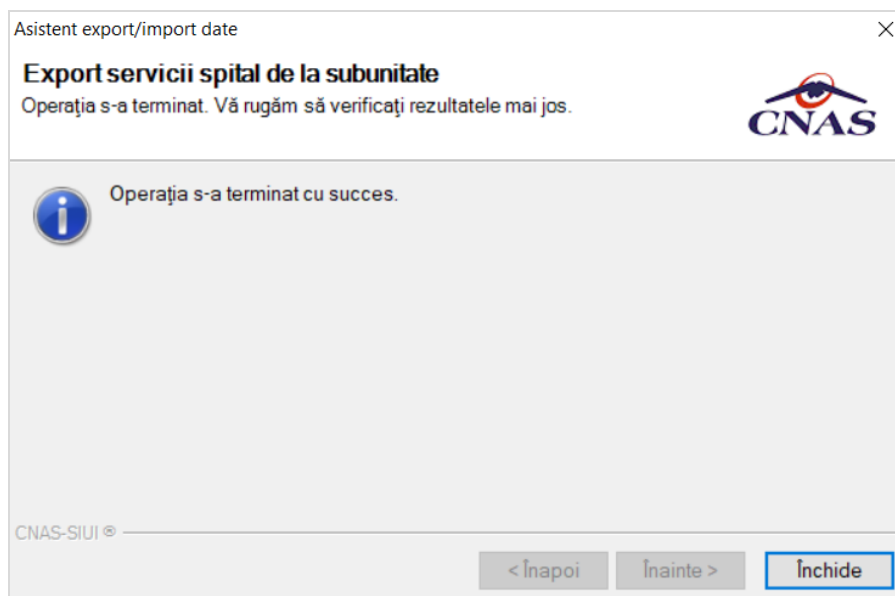 Asistent export/import date
Export servicii spital de la subunitate
Operaţia s-a terminat. Vă rugăm să verificaţi rezultatele mai jos.
CNAS
Operaţia s-a terminat cu succes.
CNAS-SIUI ®
< Înapoi
Înainte >
Închide